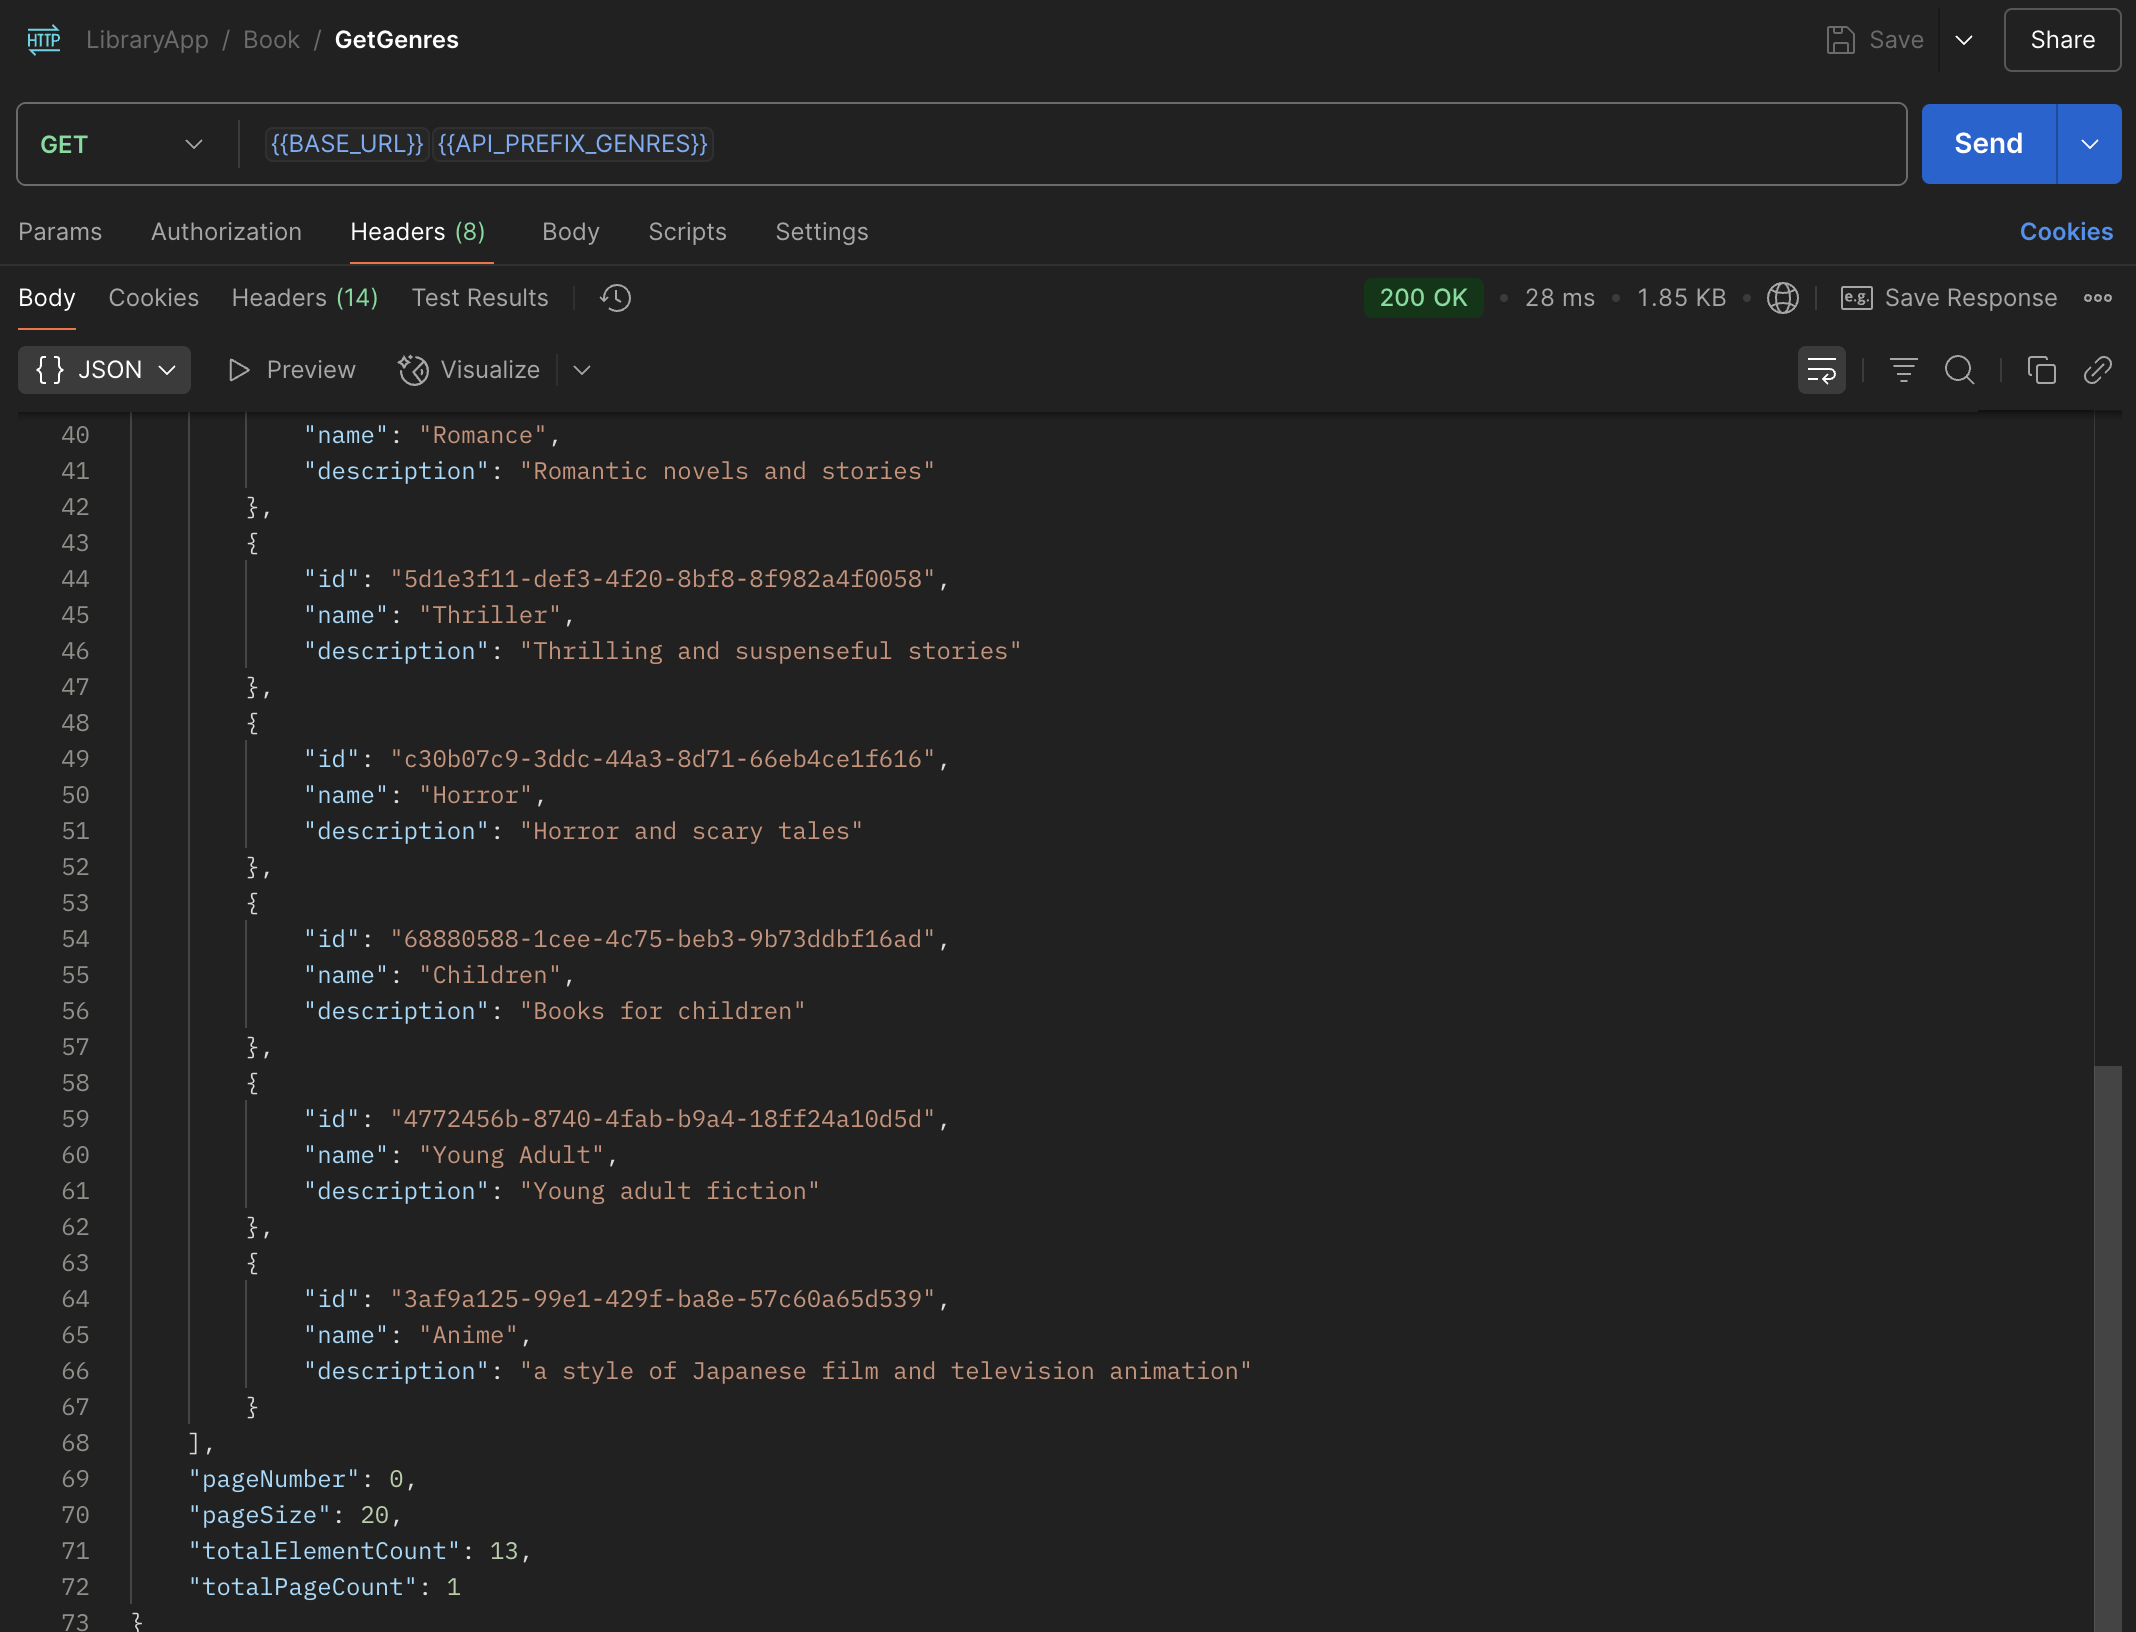 HTTP LibraryApp / Book / GetGenres Save Share
GET {{BASE_URL}} {{API_PREFIX_GENRES}} Send
Params Authorization Headers (8) Body Scripts Settings Cookies
Body Cookies Headers (14) Test Results 200 OK • 28 ms • 1.85 KB • e.g. Save Response
{} JSON Preview Visualize
40 "name": "Romance",
41 "description": "Romantic novels and stories"
42 },
43 {
44 "id": "5d1e3f11-def3-4f20-8bf8-8f982a4f0058",
45 "name": "Thriller",
46 "description": "Thrilling and suspenseful stories"
47 },
48 {
49 "id": "c30b07c9-3ddc-44a3-8d71-66eb4ce1f616",
50 "name": "Horror",
51 "description": "Horror and scary tales"
52 },
53 {
54 "id": "68880588-1cee-4c75-beb3-9b73ddbf16ad",
55 "name": "Children",
56 "description": "Books for children"
57 },
58 {
59 "id": "4772456b-8740-4fab-b9a4-18ff24a10d5d",
60 "name": "Young Adult",
61 "description": "Young adult fiction"
62 },
63 {
64 "id": "3af9a125-99e1-429f-ba8e-57c60a65d539",
65 "name": "Anime",
66 "description": "a style of Japanese film and television animation"
67 }
68 ],
69 "pageNumber": 0,
70 "pageSize": 20,
71 "totalElementCount": 13,
72 "totalPageCount": 1
73 }